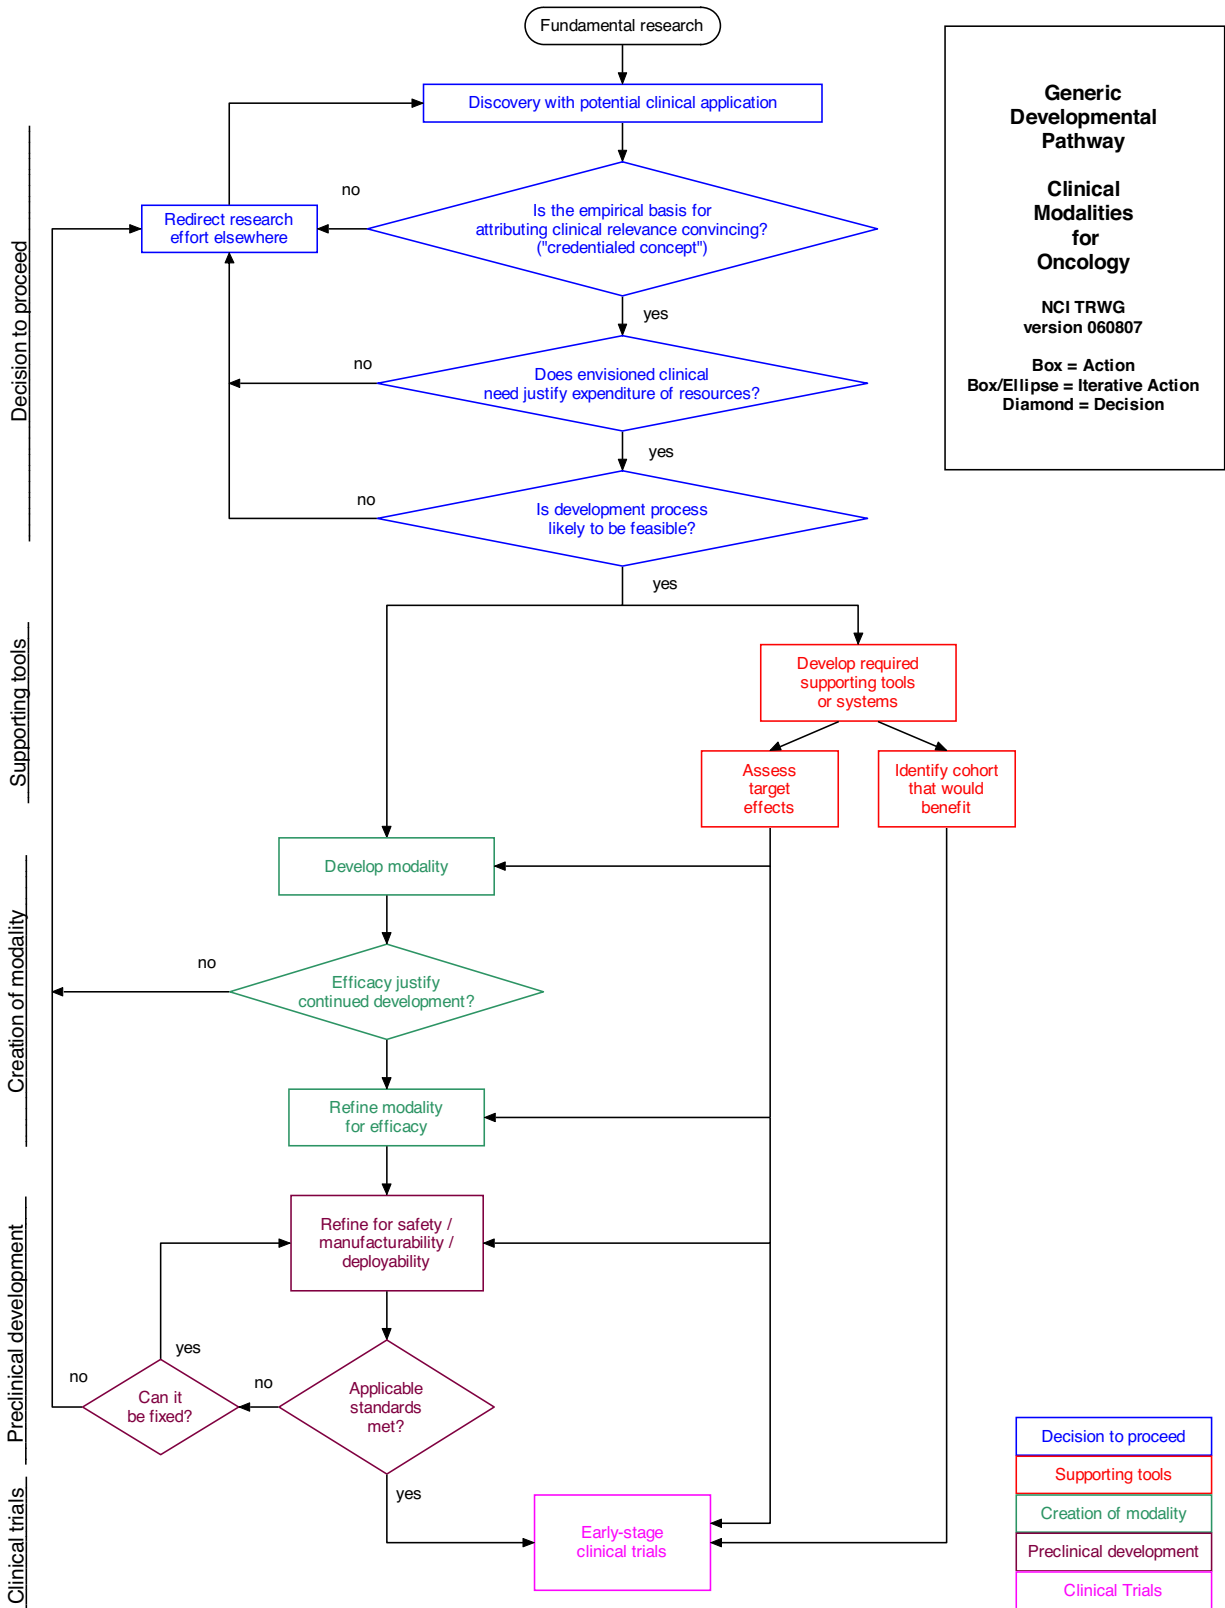 Fundamental research
Generic
Developmental
Pathway
Clinical
Modalities
for
Oncology
NCI TRWG
version 060807
Box = Action
Box/Ellipse = Iterative Action
Diamond = Decision
Decision to proceed
Discovery with potential clinical application
no
Redirect research
effort elsewhere
Is the empirical basis for
attributing clinical relevance convincing?
("credentialed concept")
yes
no
Does envisioned clinical
need justify expenditure of resources?
yes
no
Is development process
likely to be feasible?
yes
Supporting tools
Develop required
supporting tools
or systems
Assess
target
effects
Identify cohort
that would
benefit
Creation of modality
Develop modality
no
Efficacy justify
continued development?
Refine modality
for efficacy
Preclinical development
Refine for safety /
manufacturability /
deployability
yes
no
Can it
be fixed?
no
Applicable
standards
met?
yes
Clinical trials
Early-stage
clinical trials
Decision to proceed
Supporting tools
Creation of modality
Preclinical development
Clinical Trials